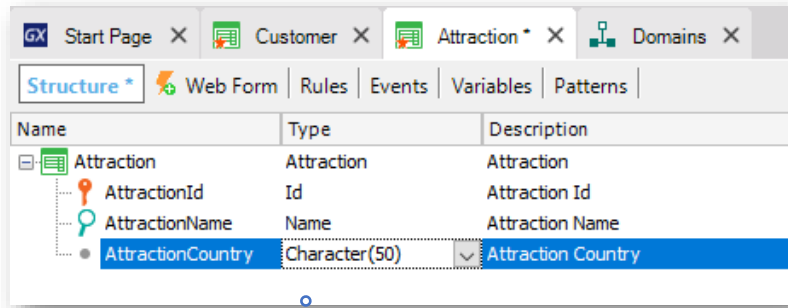 GX Start Page Customer Attraction * Domains
Structure * Web Form Rules Events Variables Patterns
Name Type Description
Attraction Attraction Attraction
AttractionId Id Attraction Id
AttractionName Name Attraction Name
AttractionCountry Character(50) Attraction Country